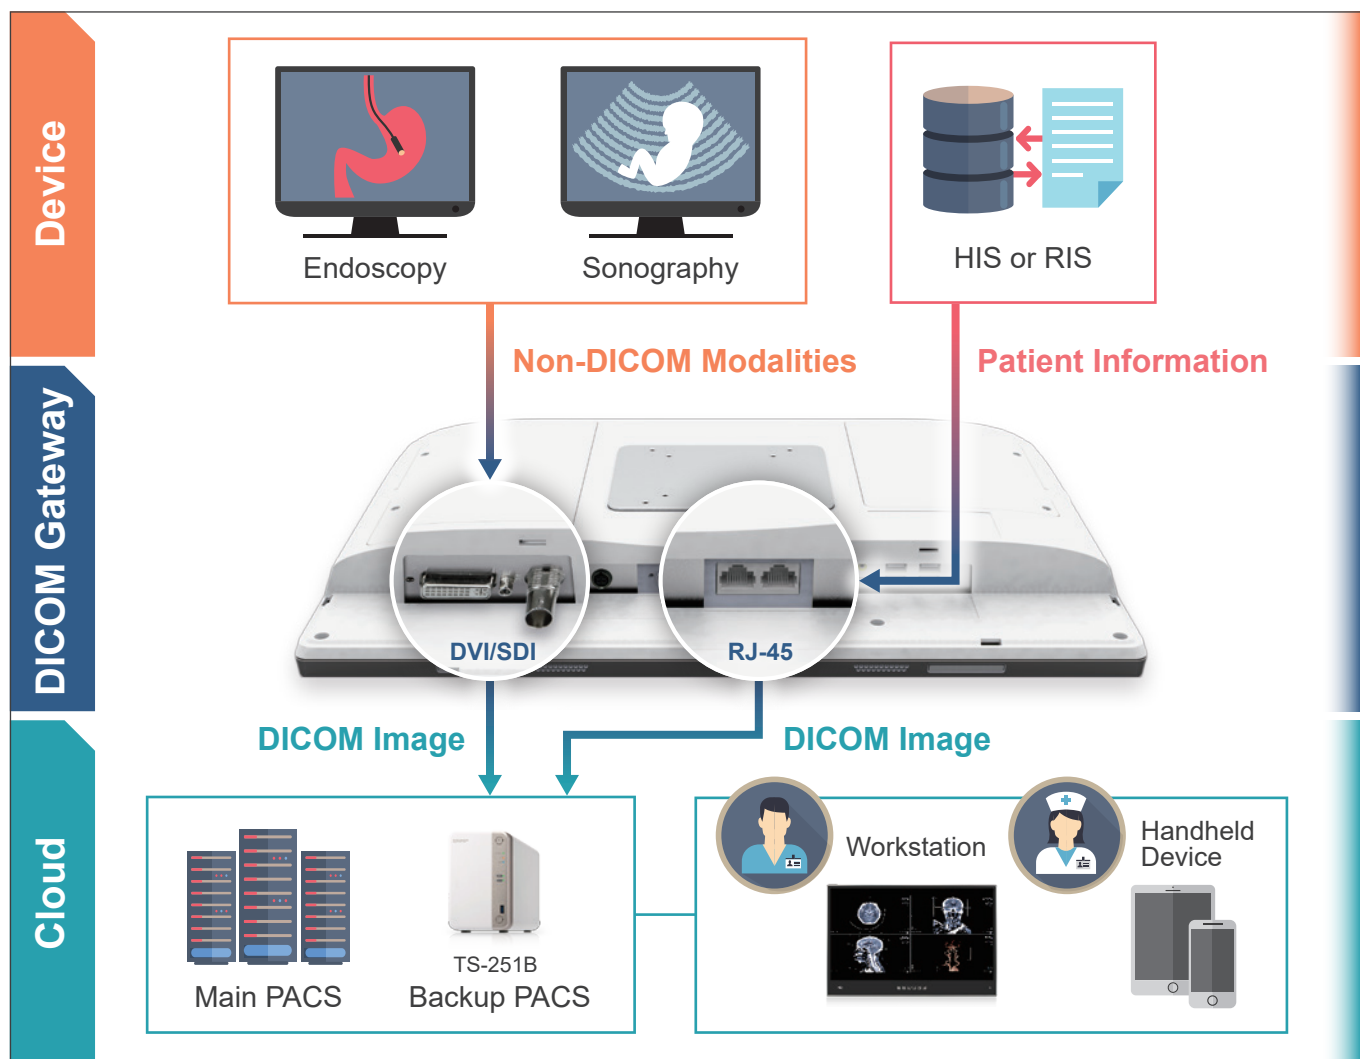 Device
Endoscopy
Sonography
HIS or RIS
Non-DICOM Modalities
Patient Information
DICOM Gateway
DVI/SDI
RJ-45
DICOM Image
DICOM Image
Cloud
Workstation
Handheld
Device
TS-251B
Main PACS
Backup PACS